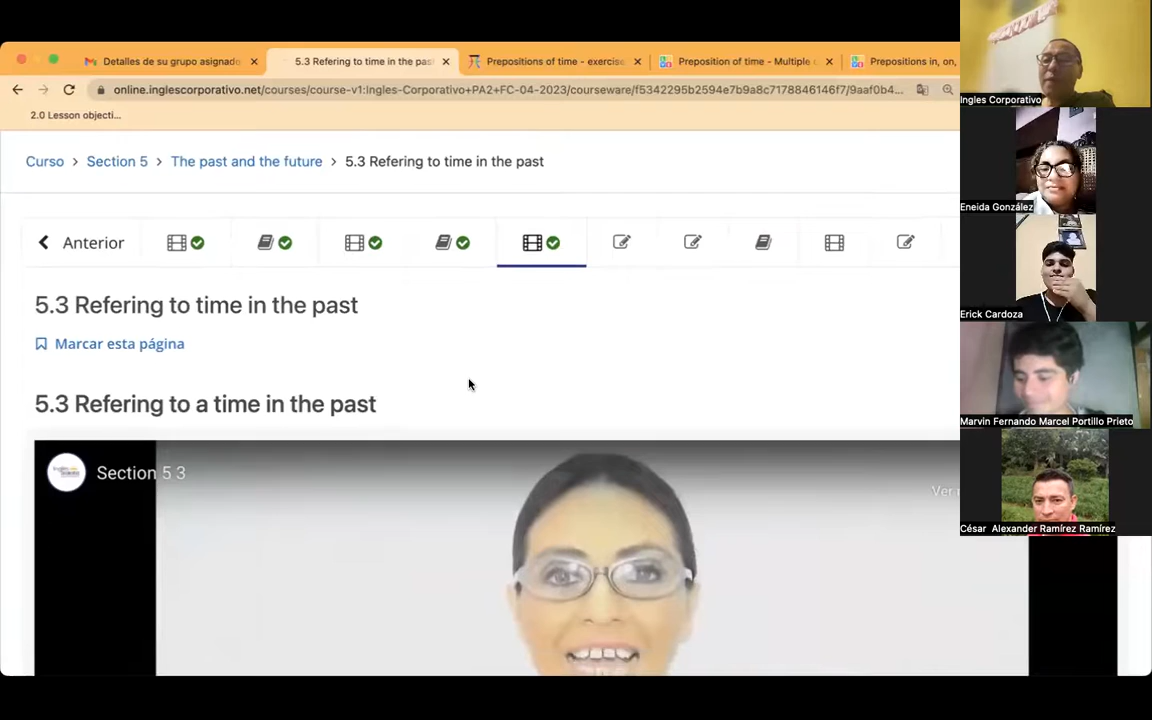 Detalles de su grupo asignado
5.3 Refering to time in the pas
Prepositions of time - exercise
Preposition of time - Multiple c
Prepositions in, on,
online.inglescorporativo.net/courses/course-v1:Ingles-Corporativo+PA2+FC-04-2023/courseware/f5342295b2594e7b9a8c7178846146f7/9aaf0b4...
2.0 Lesson objecti...
Curso > Section 5 > The past and the future > 5.3 Refering to time in the past
Anterior
5.3 Refering to time in the past
Marcar esta página
5.3 Refering to a time in the past
Section 5 3
Ver
Ingles Corporativo
Eneida González
Erick Cardoza
Marvin Fernando Marcel Portillo Prieto
César Alexander Ramírez Ramírez